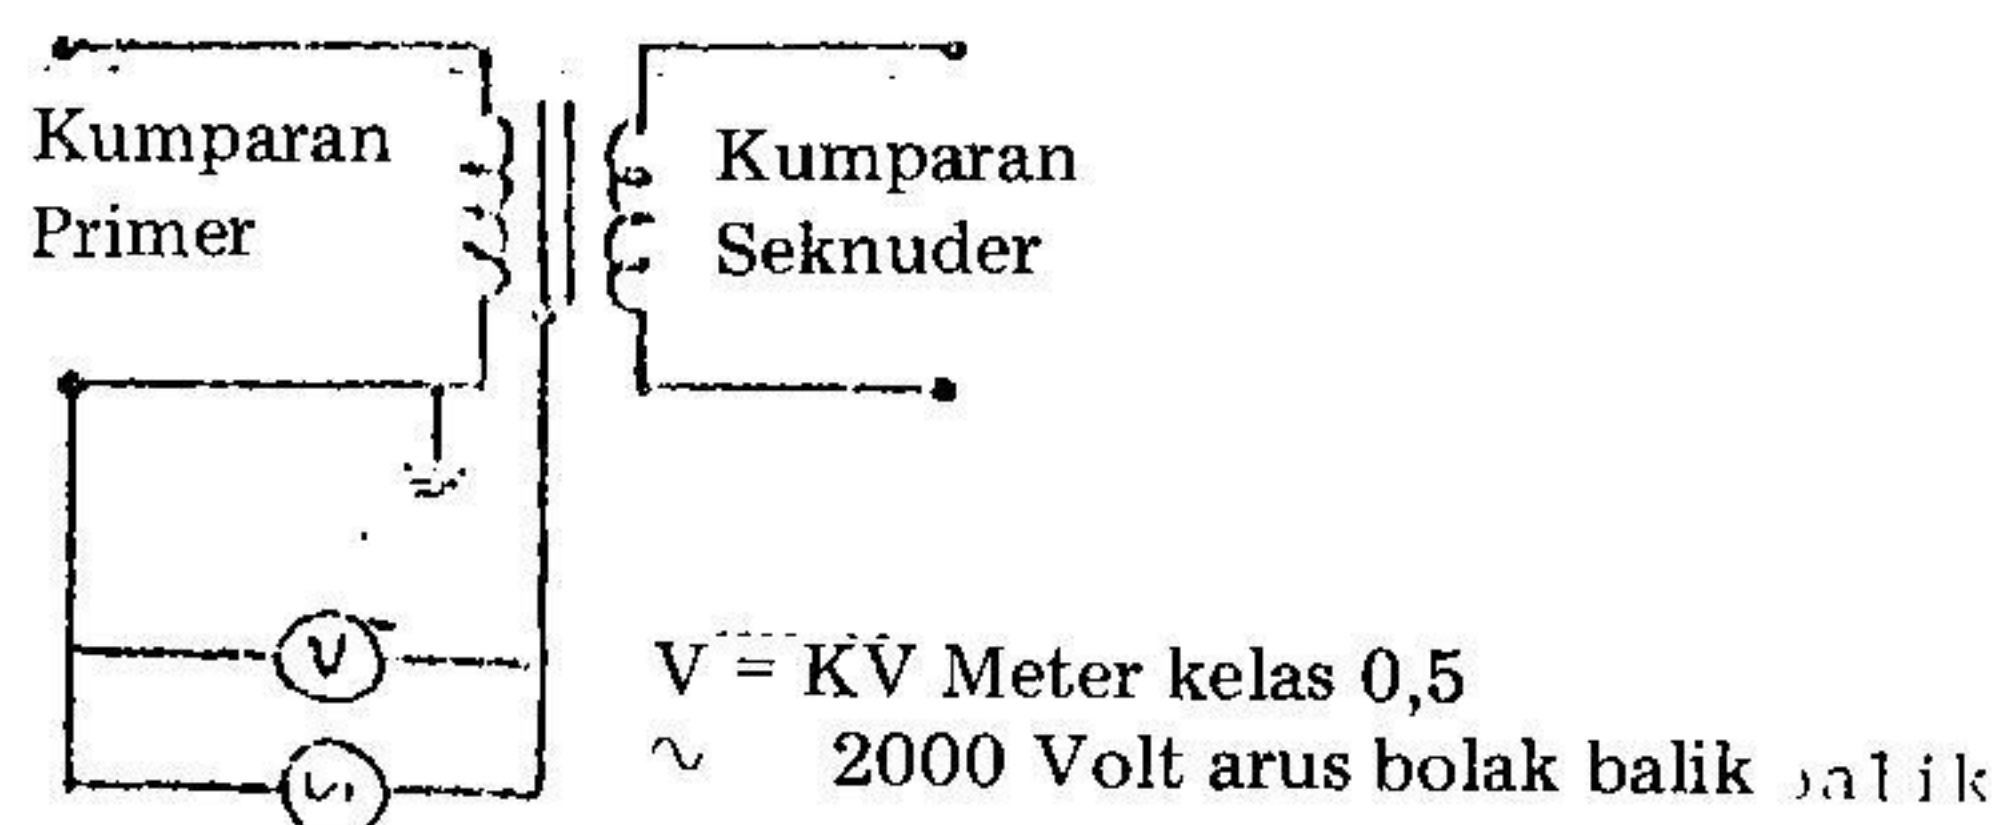 Kumparan
Primer
Kumparan
Seknuder
V
V = KV Meter kelas 0,5
~ 2000 Volt arus bolak balik